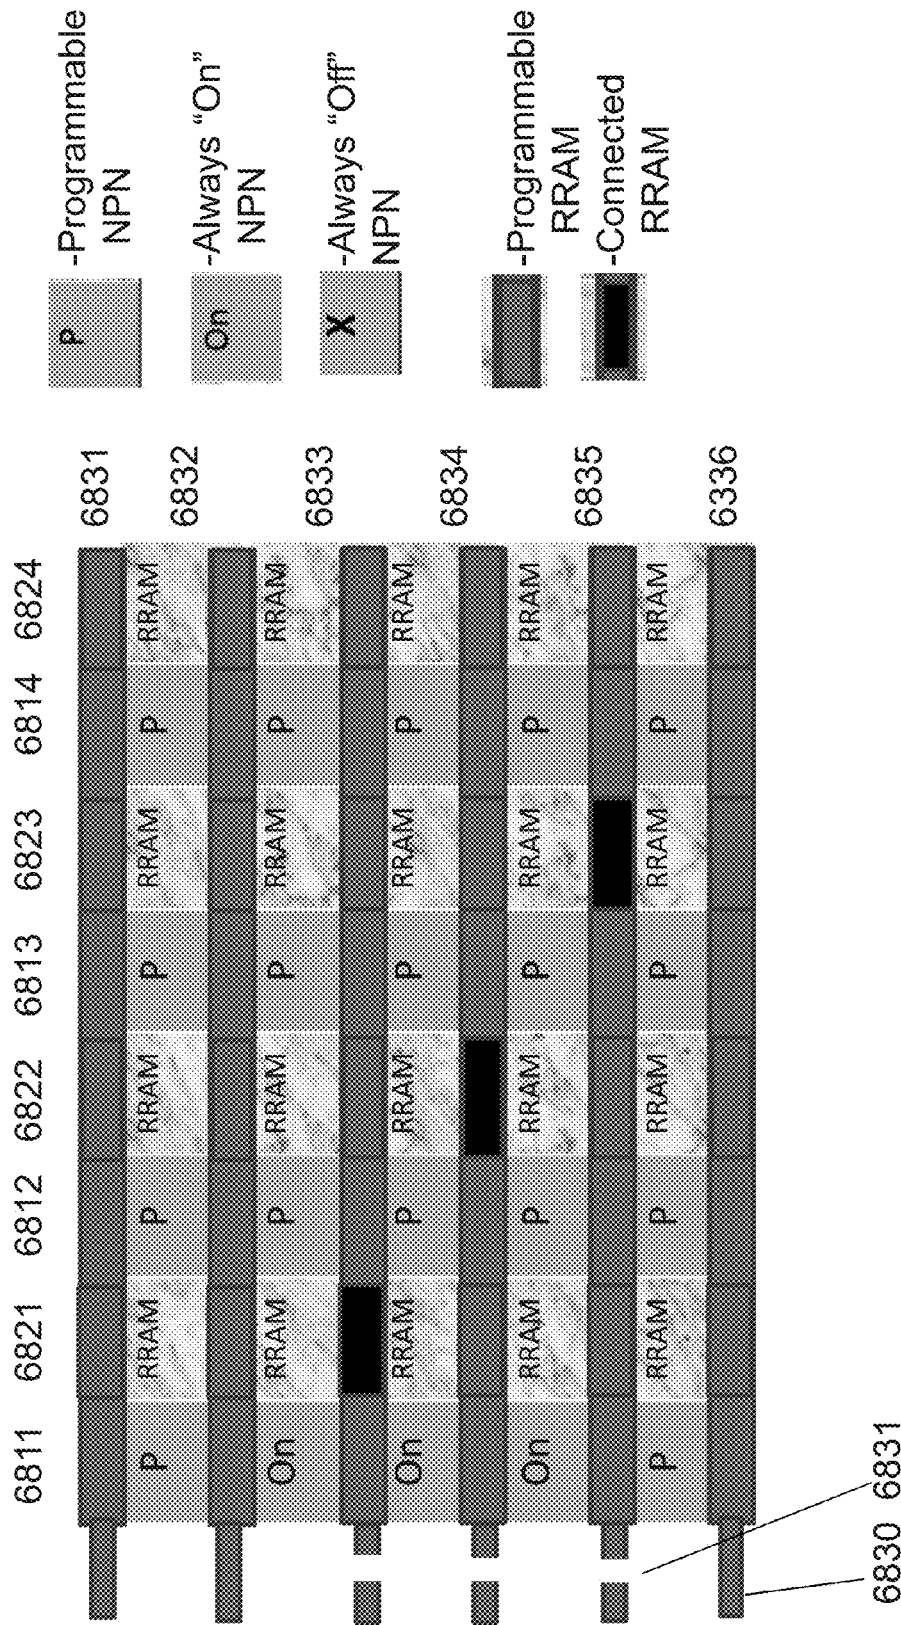 6811 6821 6812 6822 6813 6823 6814 6824
6831
P RRAM P RRAM P RRAM P RRAM
6832
On RRAM P RRAM P RRAM P RRAM
6833
On RRAM P RRAM P RRAM P RRAM
6834
On RRAM P RRAM P RRAM P RRAM
6835
P RRAM P RRAM P RRAM P RRAM
6336
6830
6831
P -Programmable
NPN
On -Always "On"
NPN
X -Always "Off"
NPN
-Programmable
RRAM
-Connected
RRAM